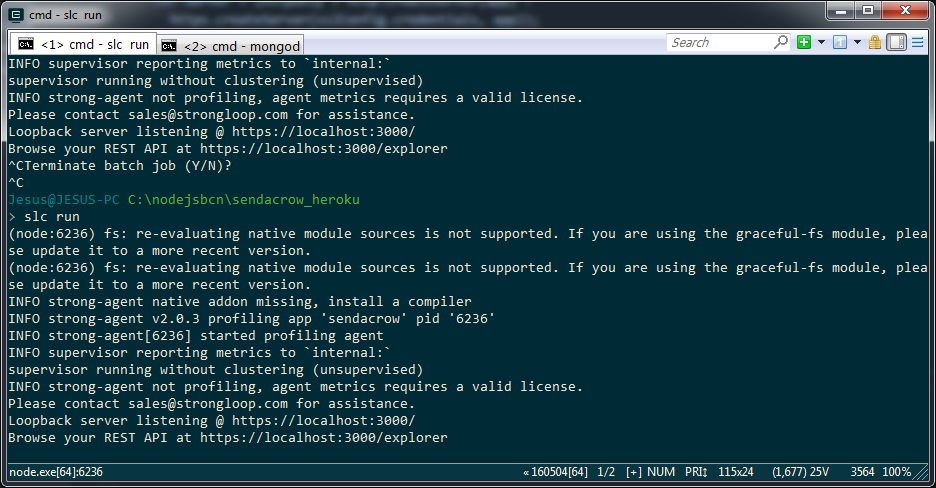 https.createServer(sslConfig.credentials, app);
cmd - slc  run
<1> cmd - slc  run
<2> cmd - mongod
Search
INFO supervisor reporting metrics to `internal:`
supervisor running without clustering (unsupervised)
INFO strong-agent not profiling, agent metrics requires a valid license.
Please contact sales@strongloop.com for assistance.
Loopback server listening @ https://localhost:3000/
Browse your REST API at https://localhost:3000/explorer
^CTerminate batch job (Y/N)?
^C
Jesus@JESUS-PC C:\nodejsbcn\sendacrow_heroku
> slc run
(node:6236) fs: re-evaluating native module sources is not supported. If you are using the graceful-fs module, plea
se update it to a more recent version.
(node:6236) fs: re-evaluating native module sources is not supported. If you are using the graceful-fs module, plea
se update it to a more recent version.
INFO strong-agent native addon missing, install a compiler
INFO strong-agent v2.0.3 profiling app 'sendacrow' pid '6236'
INFO strong-agent[6236] started profiling agent
INFO supervisor reporting metrics to `internal:`
supervisor running without clustering (unsupervised)
INFO strong-agent not profiling, agent metrics requires a valid license.
Please contact sales@strongloop.com for assistance.
Loopback server listening @ https://localhost:3000/
Browse your REST API at https://localhost:3000/explorer
node.exe[64]:6236 « 160504[64] 1/2 [+] NUM PRI↕ 115x24 (1,677) 25V 3564 100%